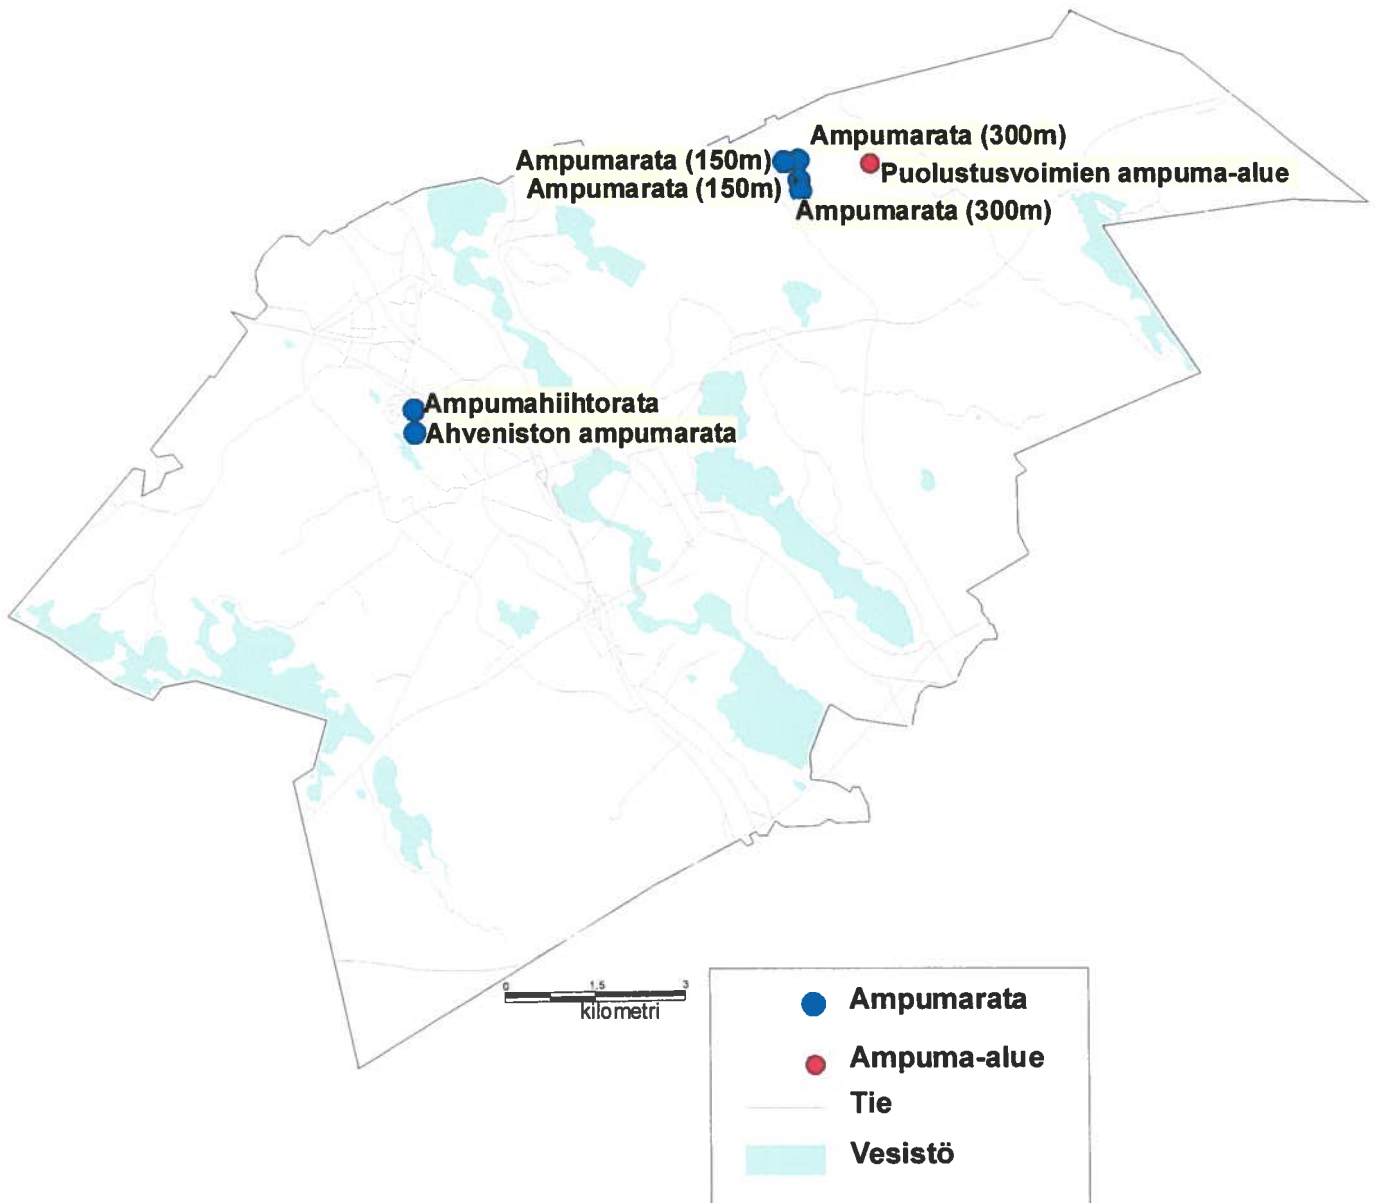 Ampumarata (300m)
Ampumarata (150m)
Puolustusvoimien ampuma-alue
Ampumarata (150m)
Ampumarata (300m)
Ampumahiihtorata
Ahveniston ampumarata
0 1,5 3
kilometri
Ampumarata
Ampuma-alue
Tie
Vesistö